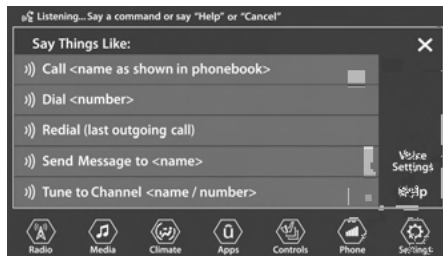 Listening... Say a command or say "Help" or "Cancel"
Say Things Like:
Call <name as shown in phonebook>
Dial <number>
Redial (last outgoing call)
Send Message to <name>
Tune to Channel <name / number>
Voice
Settings
Help
Radio
Media
Climate
Apps
Controls
Phone
Settings